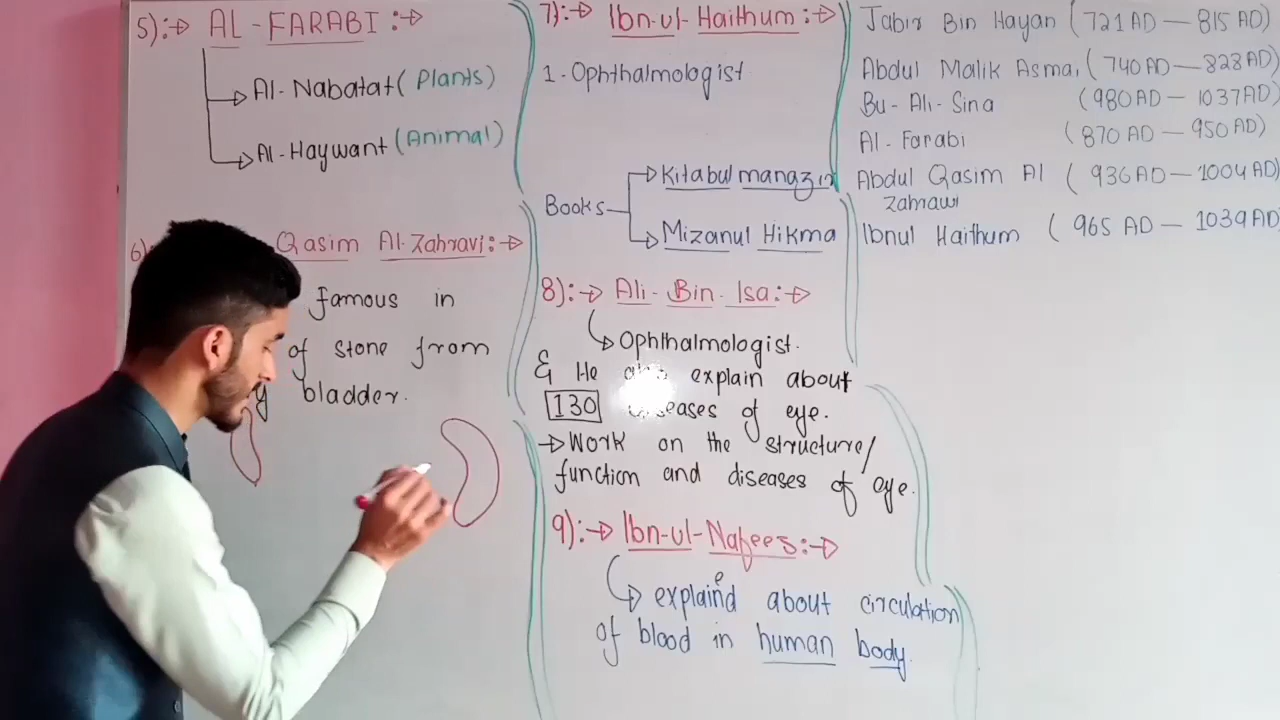 5):→ AL-FARABI:→
Al-Nabatat (Plants)
Al-Haywant (Animal)
6) Qasim Al-Zahravi:→
famous in
of stone from
y bladder.
7):→ Ibn-ul-Haithum:→
1-Ophthalmologist
Books
Kitabul manazir
Mizanul Hikma
8):→ Ali-Bin-Isa:→
Ophthalmologist.
& He explain about
130 diseases of eye.
→ Work on the structure/
function and diseases of eye.
9):→ Ibn-ul-Nafees:→
explained about circulation
of blood in human body.
Jabir Bin Hayan (721 AD — 815 AD)
Abdul Malik Asmai (740 AD — 828 AD)
Bu-Ali-Sina (980 AD — 1037 AD)
Al-Farabi (870 AD — 950 AD)
Abdul Qasim Al (936 AD — 1004 AD)
zahrawi
Ibnul Haithum (965 AD — 1039 AD)